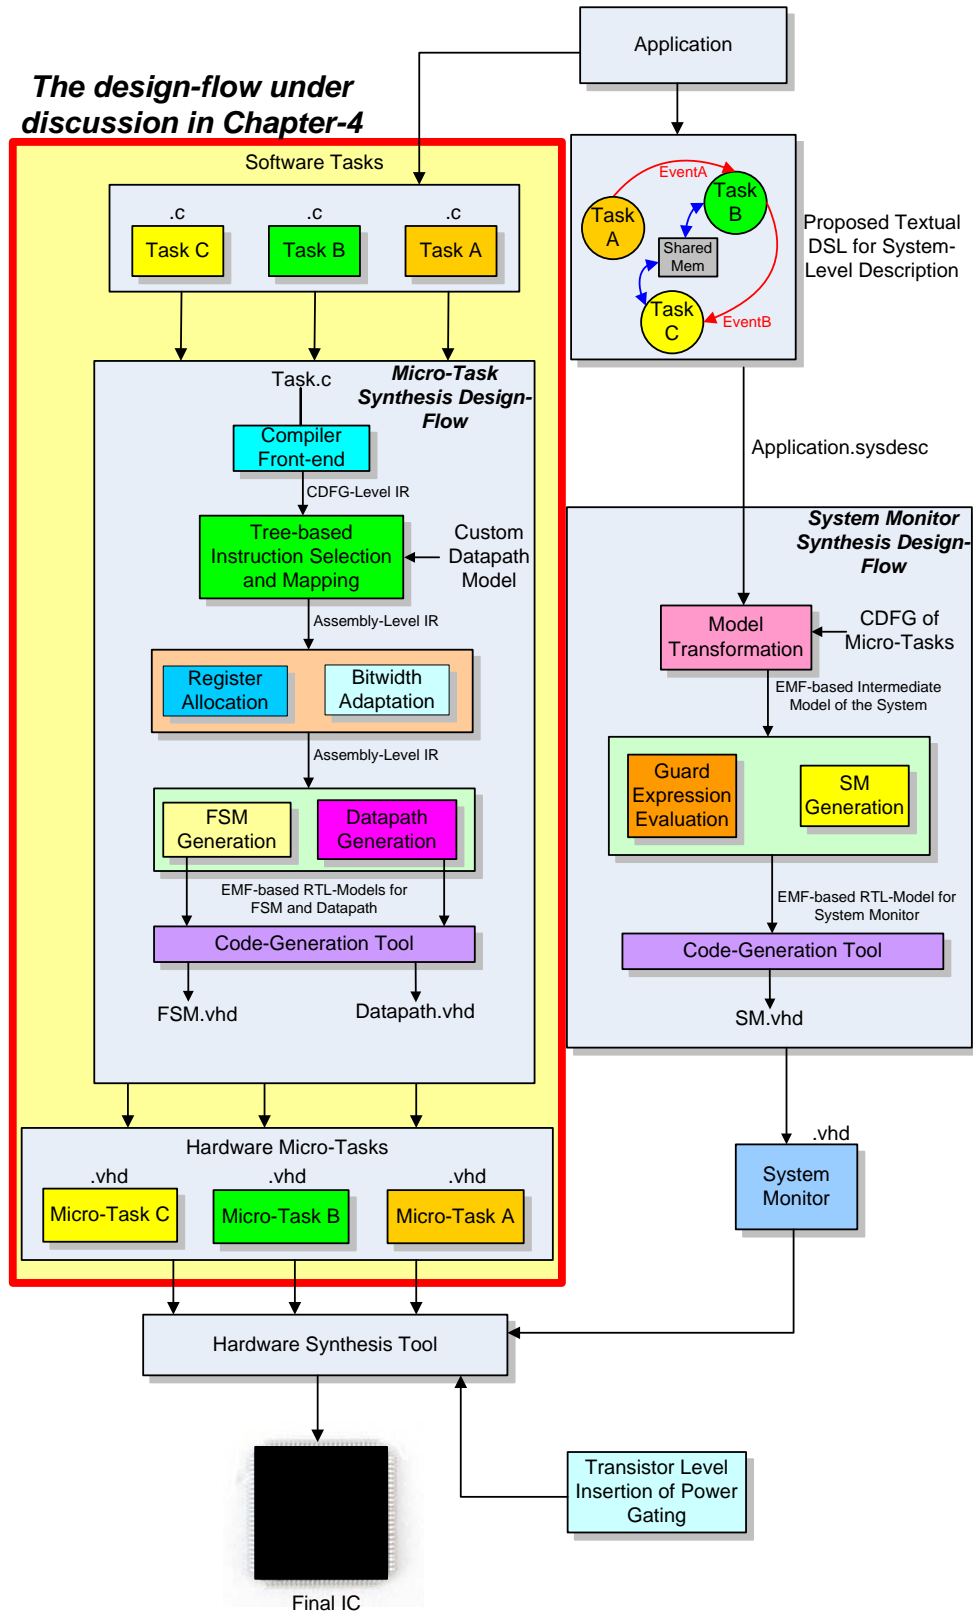 Application
The design-flow under
discussion in Chapter-4
Software Tasks
.c
.c
.c
Task C
Task B
Task A
EventA
Task
A
Task
B
Shared
Mem
Task
C
EventB
Proposed Textual
DSL for System-
Level Description
Task.c
Micro-Task
Synthesis Design-
Flow
Compiler
Front-end
CDFG-Level IR
Tree-based
Instruction Selection
and Mapping
Custom
Datapath
Model
Assembly-Level IR
Register
Allocation
Bitwidth
Adaptation
Assembly-Level IR
FSM
Generation
Datapath
Generation
EMF-based RTL-Models for
FSM and Datapath
Code-Generation Tool
FSM.vhd
Datapath.vhd
Application.sysdesc
System Monitor
Synthesis Design-
Flow
Model
Transformation
CDFG of
Micro-Tasks
EMF-based Intermediate
Model of the System
Guard
Expression
Evaluation
SM
Generation
EMF-based RTL-Model for
System Monitor
Code-Generation Tool
SM.vhd
Hardware Micro-Tasks
.vhd
.vhd
.vhd
Micro-Task C
Micro-Task B
Micro-Task A
.vhd
System
Monitor
Hardware Synthesis Tool
Transistor Level
Insertion of Power
Gating
Final IC